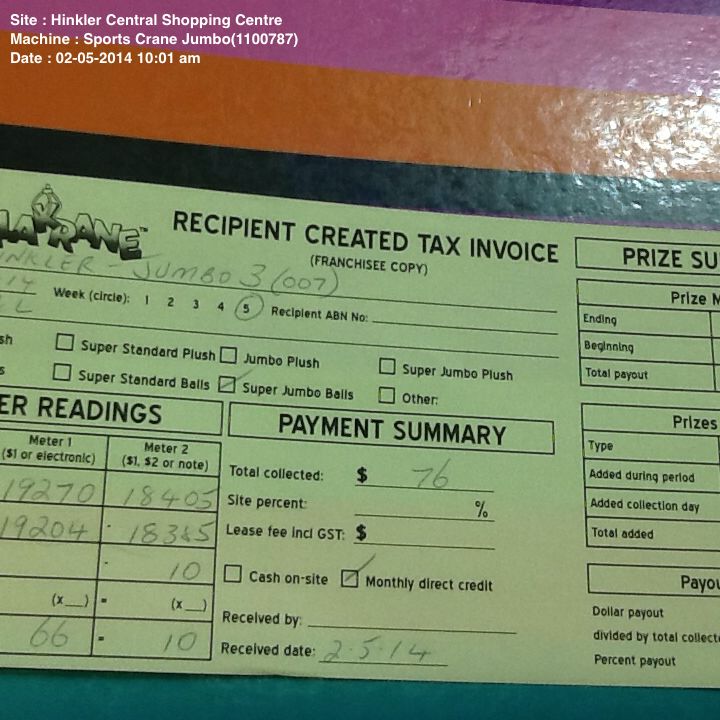 Site : Hinkler Central Shopping Centre
Machine : Sports Crane Jumbo(1100787)
Date : 02-05-2014 10:01 am
RECIPIENT CREATED TAX INVOICE
(FRANCHISEE COPY)
INKLER - JUMBO 3 (007)
Week (circle): 1 2 3 4 5 Recipient ABN No:
sh Super Standard Plush Jumbo Plush Super Jumbo Plush
s Super Standard Balls Super Jumbo Balls Other:
ER READINGS
Meter 1 Meter 2
($1 or electronic) ($1, $2 or note)
19270 18405
19204
10
(x__) = (x__)
66 = 10
PAYMENT SUMMARY
Total collected: $ 76
Site percent: %
Lease fee incl GST: $
Cash on-site Monthly direct credit
Received by:
Received date: 2.5.14
PRIZE SU
Prize M
Ending
Beginning
Total payout
Prizes
Type
Added during period
Added collection day
Total added
Payou
Dollar payout
divided by total collecte
Percent payout